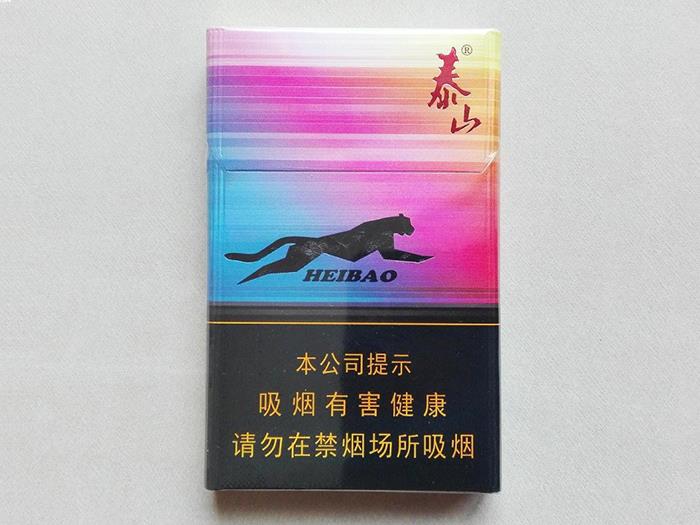 泰山®
HEIBAO
本公司提示
吸烟有害健康
请勿在禁烟场所吸烟